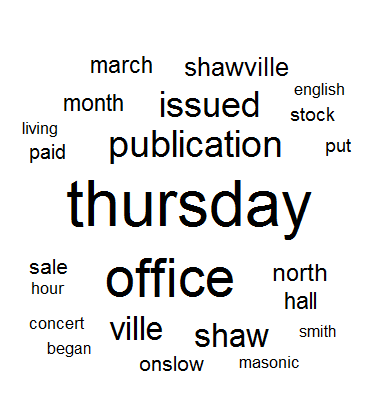 march shawville
english
month issued stock
living
paid publication put
thursday
sale office north
hour hall
concert ville shaw smith
began onslow masonic